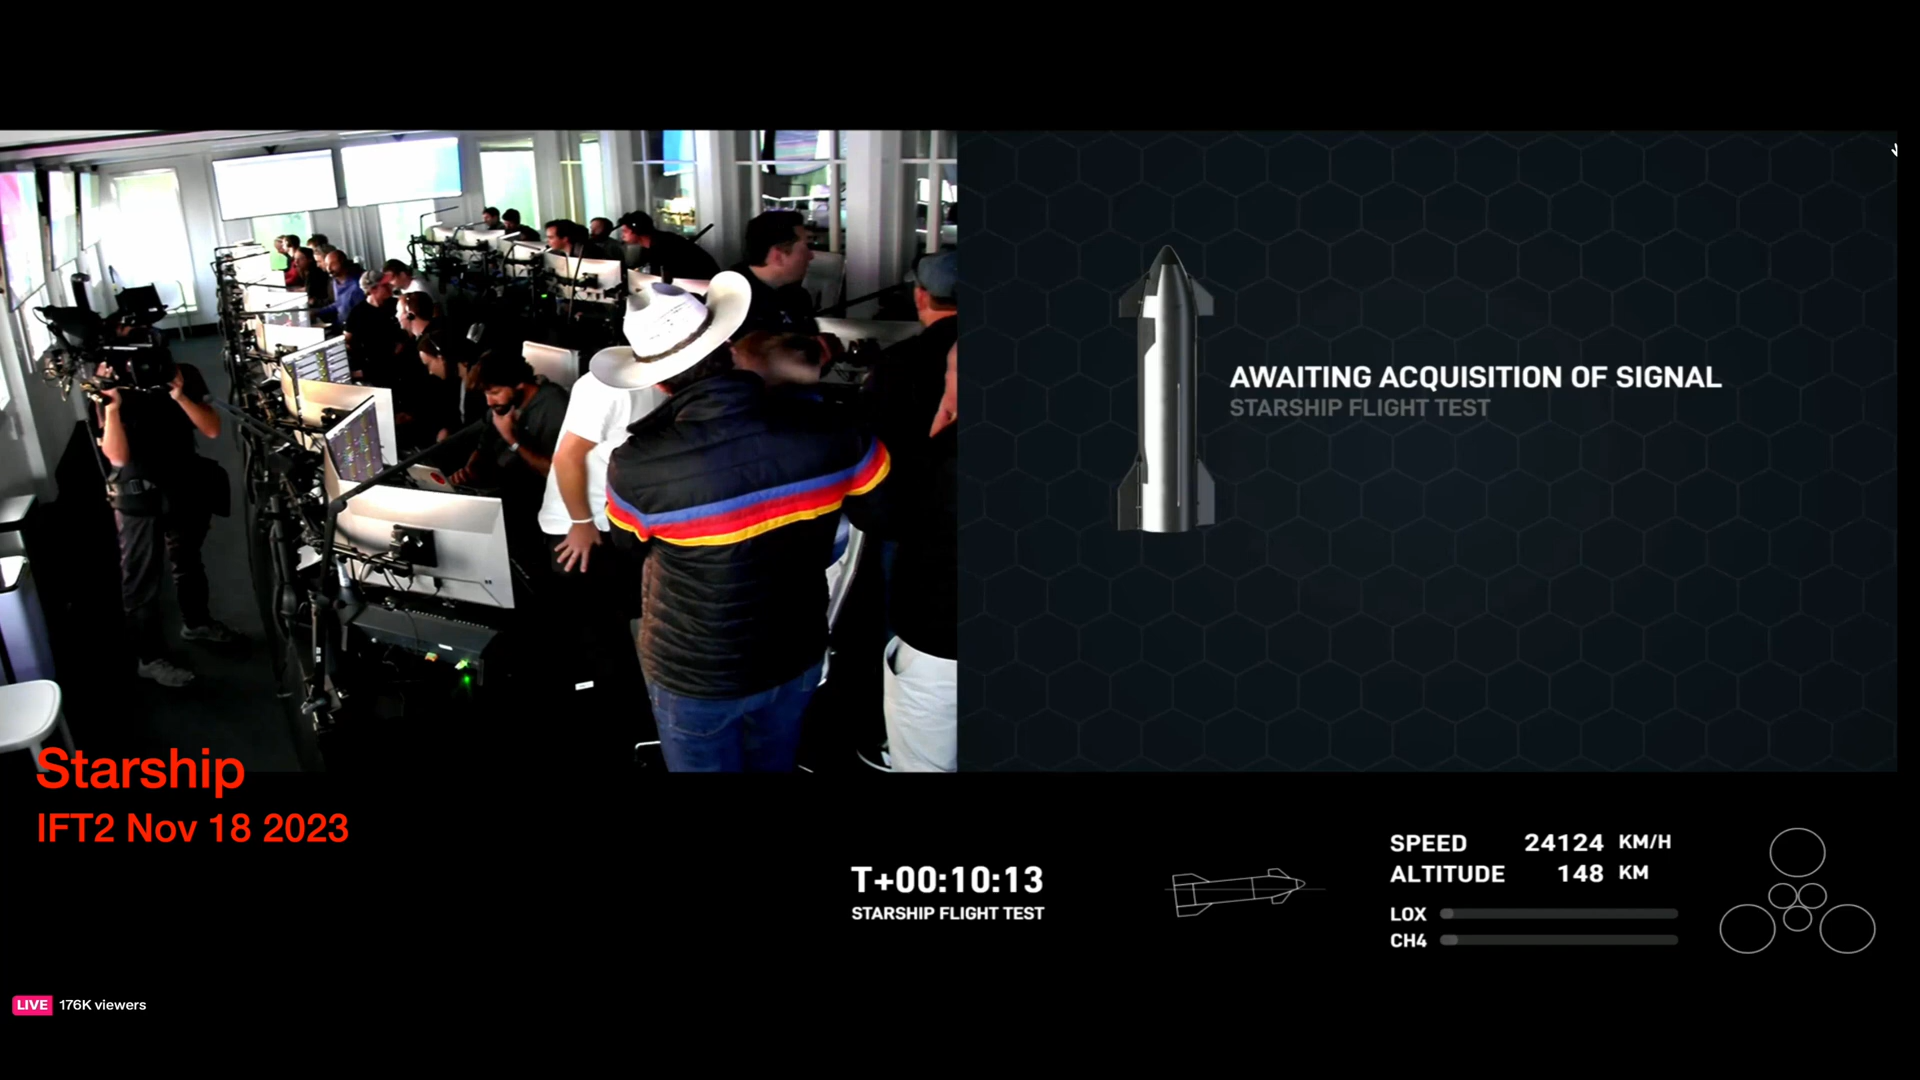 AWAITING ACQUISITION OF SIGNAL
STARSHIP FLIGHT TEST
Starship
IFT2 Nov 18 2023
T+00:10:13
STARSHIP FLIGHT TEST
SPEED 24124 KM/H
ALTITUDE 148 KM
LOX
CH4
LIVE 176K viewers